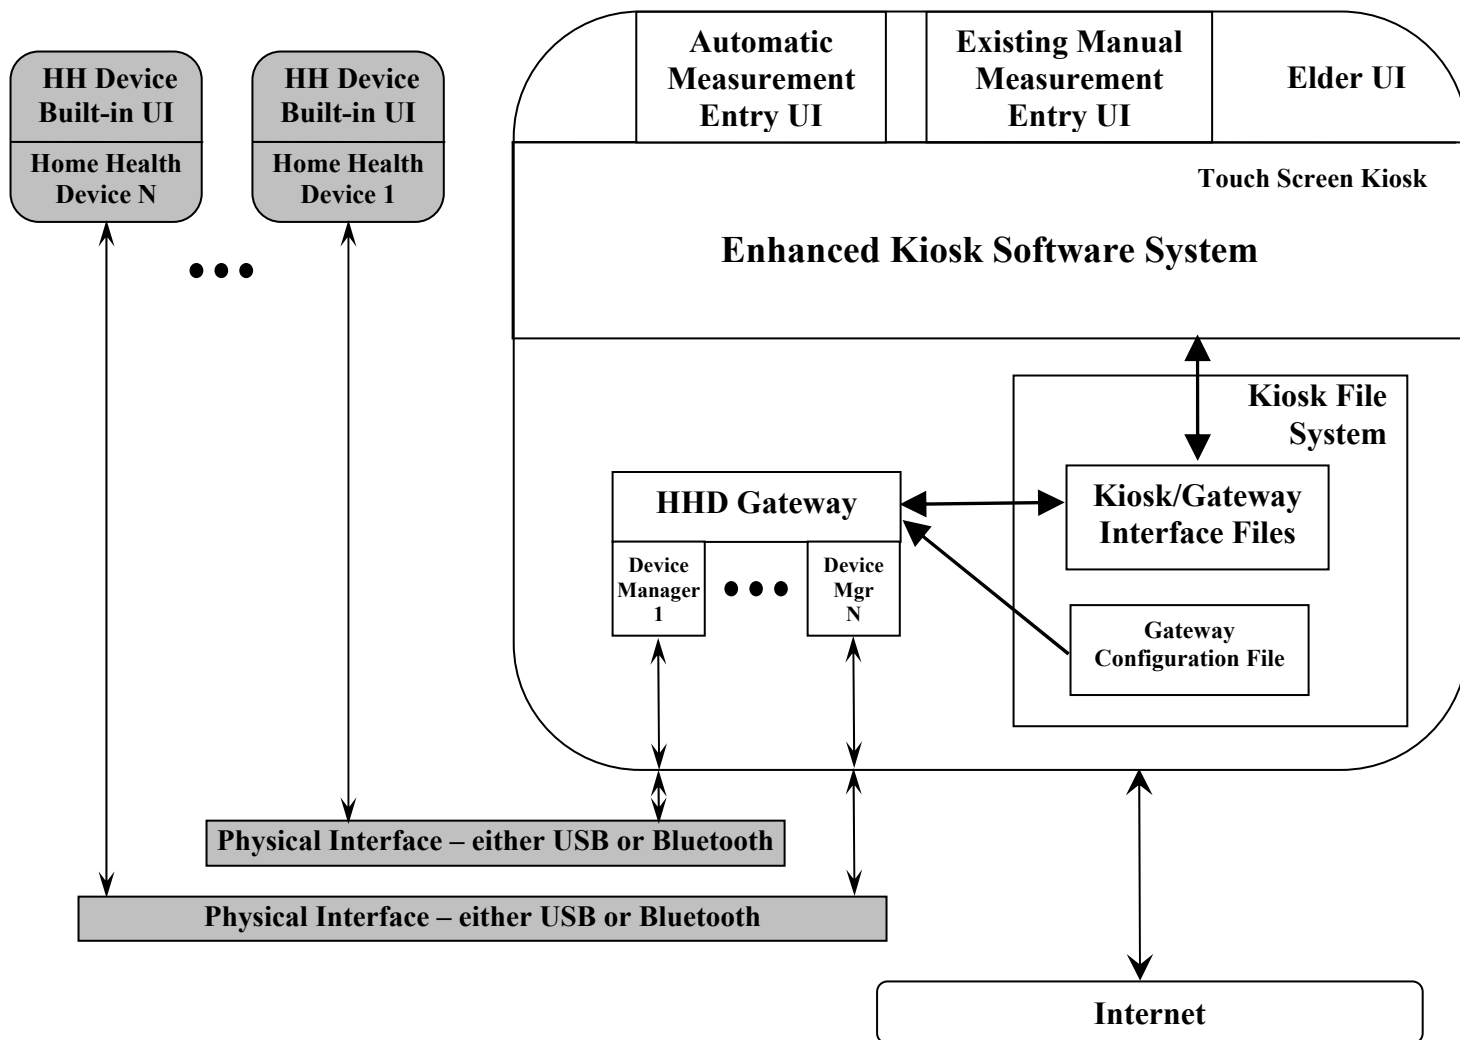 HH Device
Built-in UI
Home Health
Device N
HH Device
Built-in UI
Home Health
Device 1
Automatic
Measurement
Entry UI
Existing Manual
Measurement
Entry UI
Elder UI
Touch Screen Kiosk
Enhanced Kiosk Software System
Kiosk File
System
Kiosk/Gateway
Interface Files
Gateway
Configuration File
HHD Gateway
Device
Manager
1
Device
Mgr
N
Physical Interface – either USB or Bluetooth
Physical Interface – either USB or Bluetooth
Internet